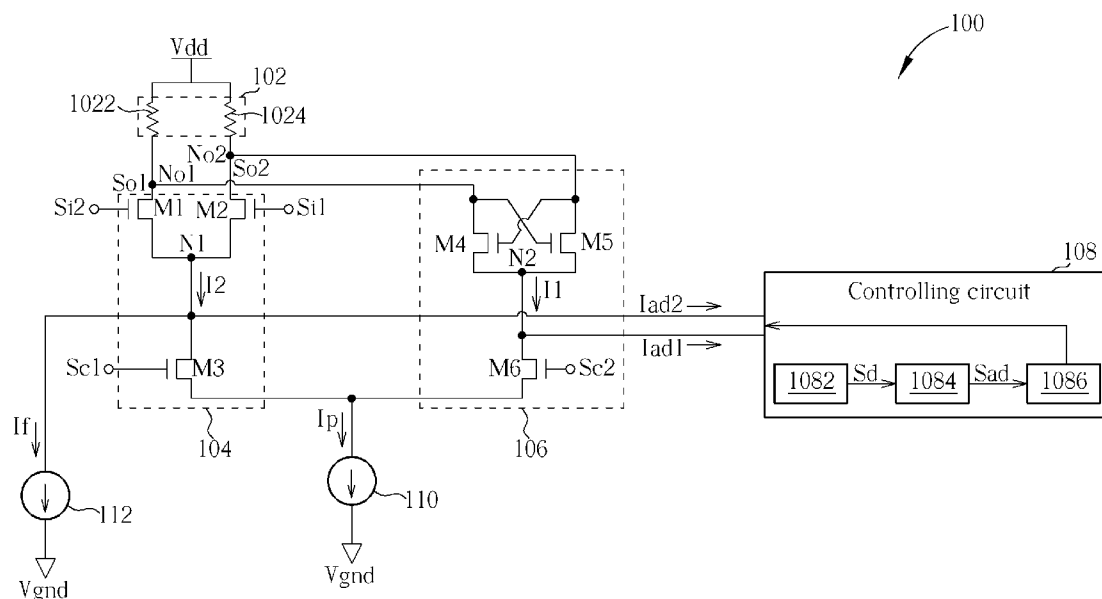 100
Vdd
102
1022
1024
No2
So2
So1
No1
Si2
M1
M2
Si1
M4
M5
N1
N2
108
I2
I1
Iad2
Controlling circuit
Iad1
Sc1
M3
M6
Sc2
1082
Sd
1084
Sad
1086
If
104
Ip
106
112
110
Vgnd
Vgnd